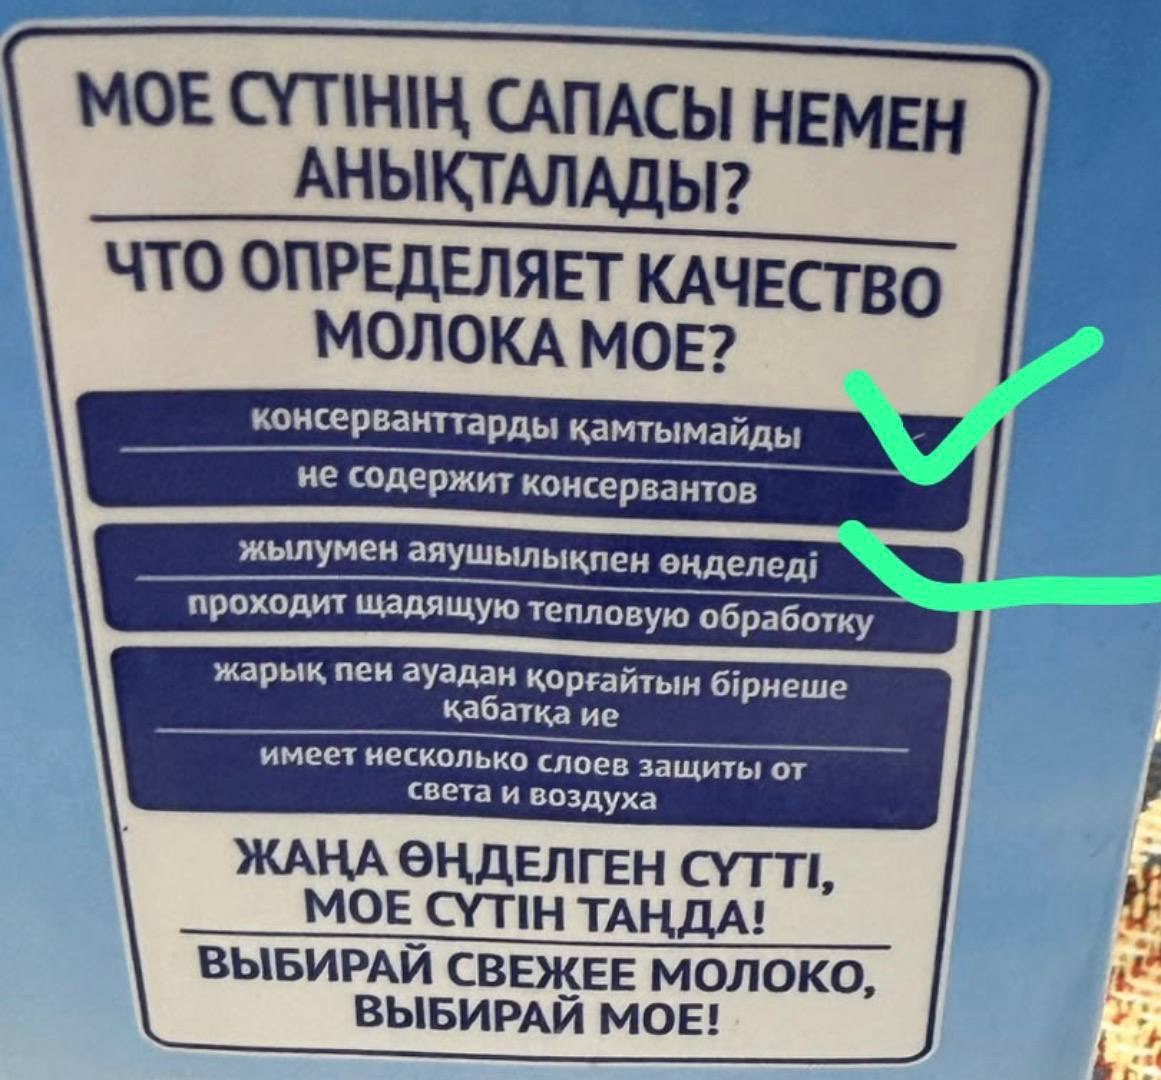 МОЕ СҮТІНІҢ САПАСЫ НЕМЕН
АНЫҚТАЛАДЫ?
ЧТО ОПРЕДЕЛЯЕТ КАЧЕСТВО
МОЛОКА МОЕ?
консерванттарды қамтымайды
не содержит консервантов
жылумен аяушылықпен өңделеді
проходит щадящую тепловую обработку
жарық пен ауадан қорғайтын бірнеше
қабатқа ие
имеет несколько слоев защиты от
света и воздуха
ЖАҢА ӨҢДЕЛГЕН СҮТТІ,
МОЕ СҮТІН ТАҢДА!
ВЫБИРАЙ СВЕЖЕЕ МОЛОКО,
ВЫБИРАЙ МОЕ!